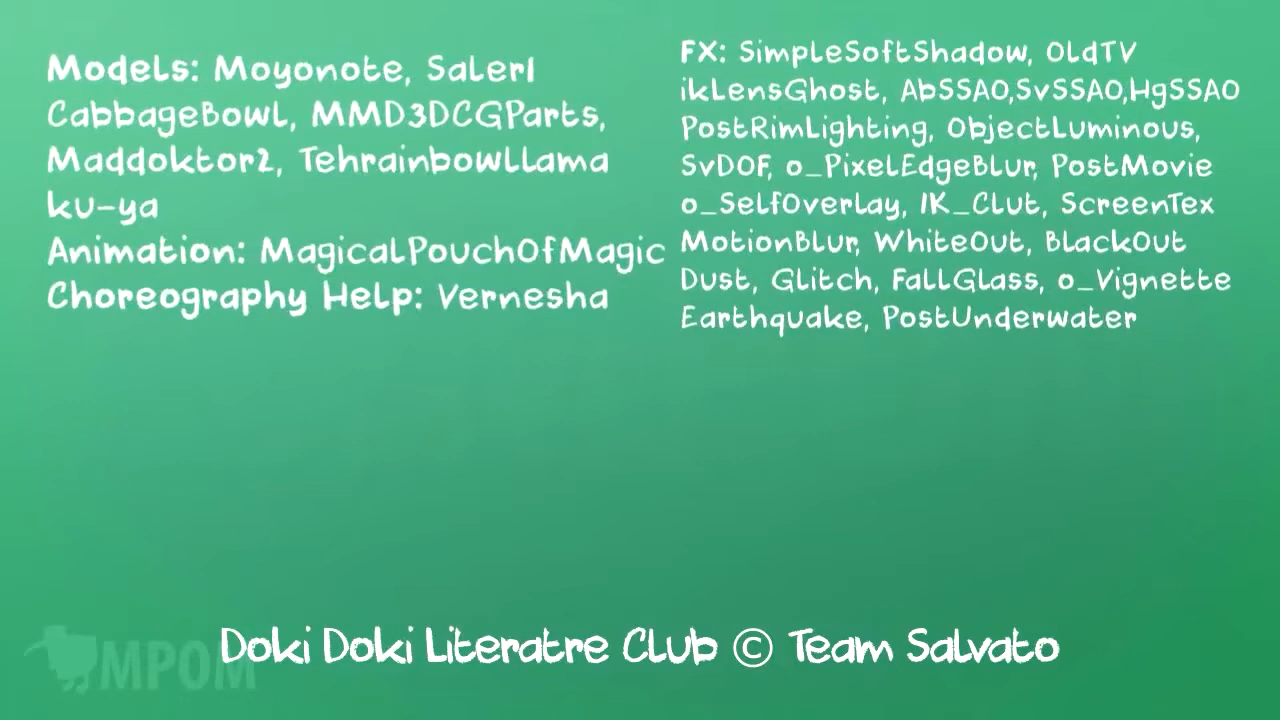 Models: Moyonote, Saler1
CabbageBowl, MMD3DCGParts,
Maddoktor2, Tehrainbowllama
ku-ya
Animation: MagicalPouchOfMagic
Choreography Help: Vernesha
FX: SimpleSoftShadow, OldTV
ikLensGhost, AbSSAO,SvSSAO,HgSSAO
PostRimLighting, ObjectLuminous,
SvDOF, o_PixelEdgeBlur, PostMovie
o_SelfOverlay, IK_Clut, ScreenTex
MotionBlur, WhiteOut, BlackOut
Dust, Glitch, FallGlass, o_Vignette
Earthquake, PostUnderwater
Doki Doki Literatre Club © Team Salvato
MPOM